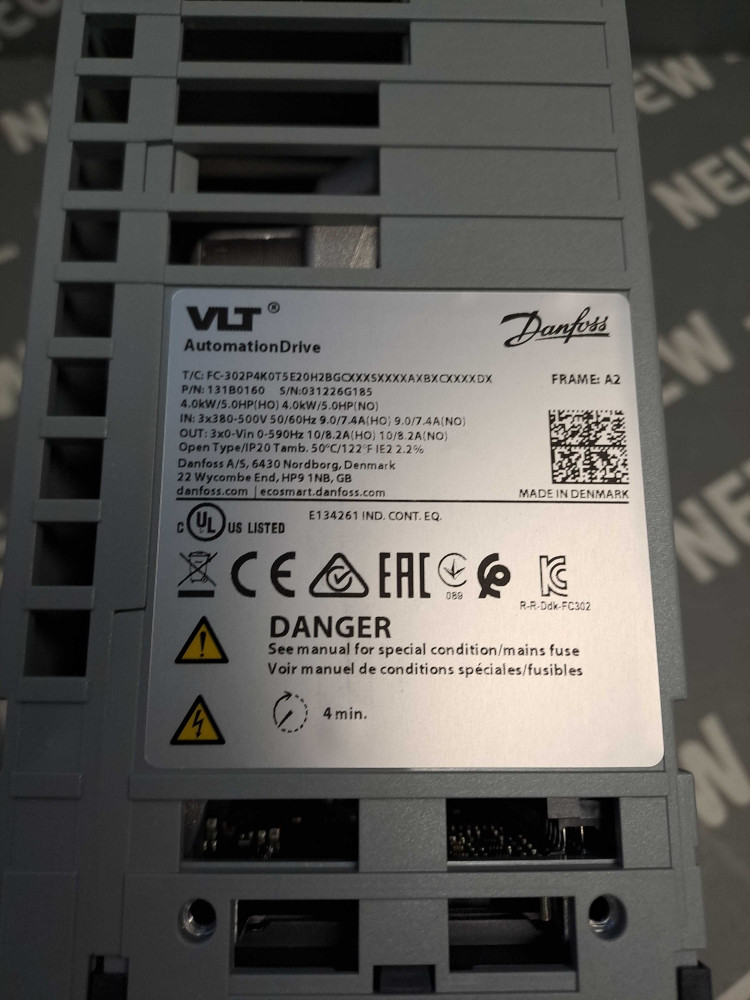 NEW
NEW
NEW
VLT®
Danfoss
AutomationDrive
T/C: FC-302P4K0T5E20H2BGCXXXSXXXXAXBXCXXXXDX
FRAME: A2
P/N: 131B0160 S/N:031226G185
4.0kW/5.0HP(HO) 4.0kW/5.0HP(NO)
IN: 3x380-500V 50/60Hz 9.0/7.4A(HO) 9.0/7.4A(NO)
OUT: 3x0-Vin 0-590Hz 10/8.2A(HO) 10/8.2A(NO)
Open Type/IP20 Tamb. 50°C/122°F IE2 2.2%
Danfoss A/S, 6430 Nordborg, Denmark
22 Wycombe End, HP9 1NB, GB
danfoss.com | ecosmart.danfoss.com
MADE IN DENMARK
C UL US LISTED
E134261 IND. CONT. EQ.
CE EAC
089
R-R-Ddk-FC302
DANGER
See manual for special condition/mains fuse
Voir manuel de conditions spéciales/fusibles
4 min.